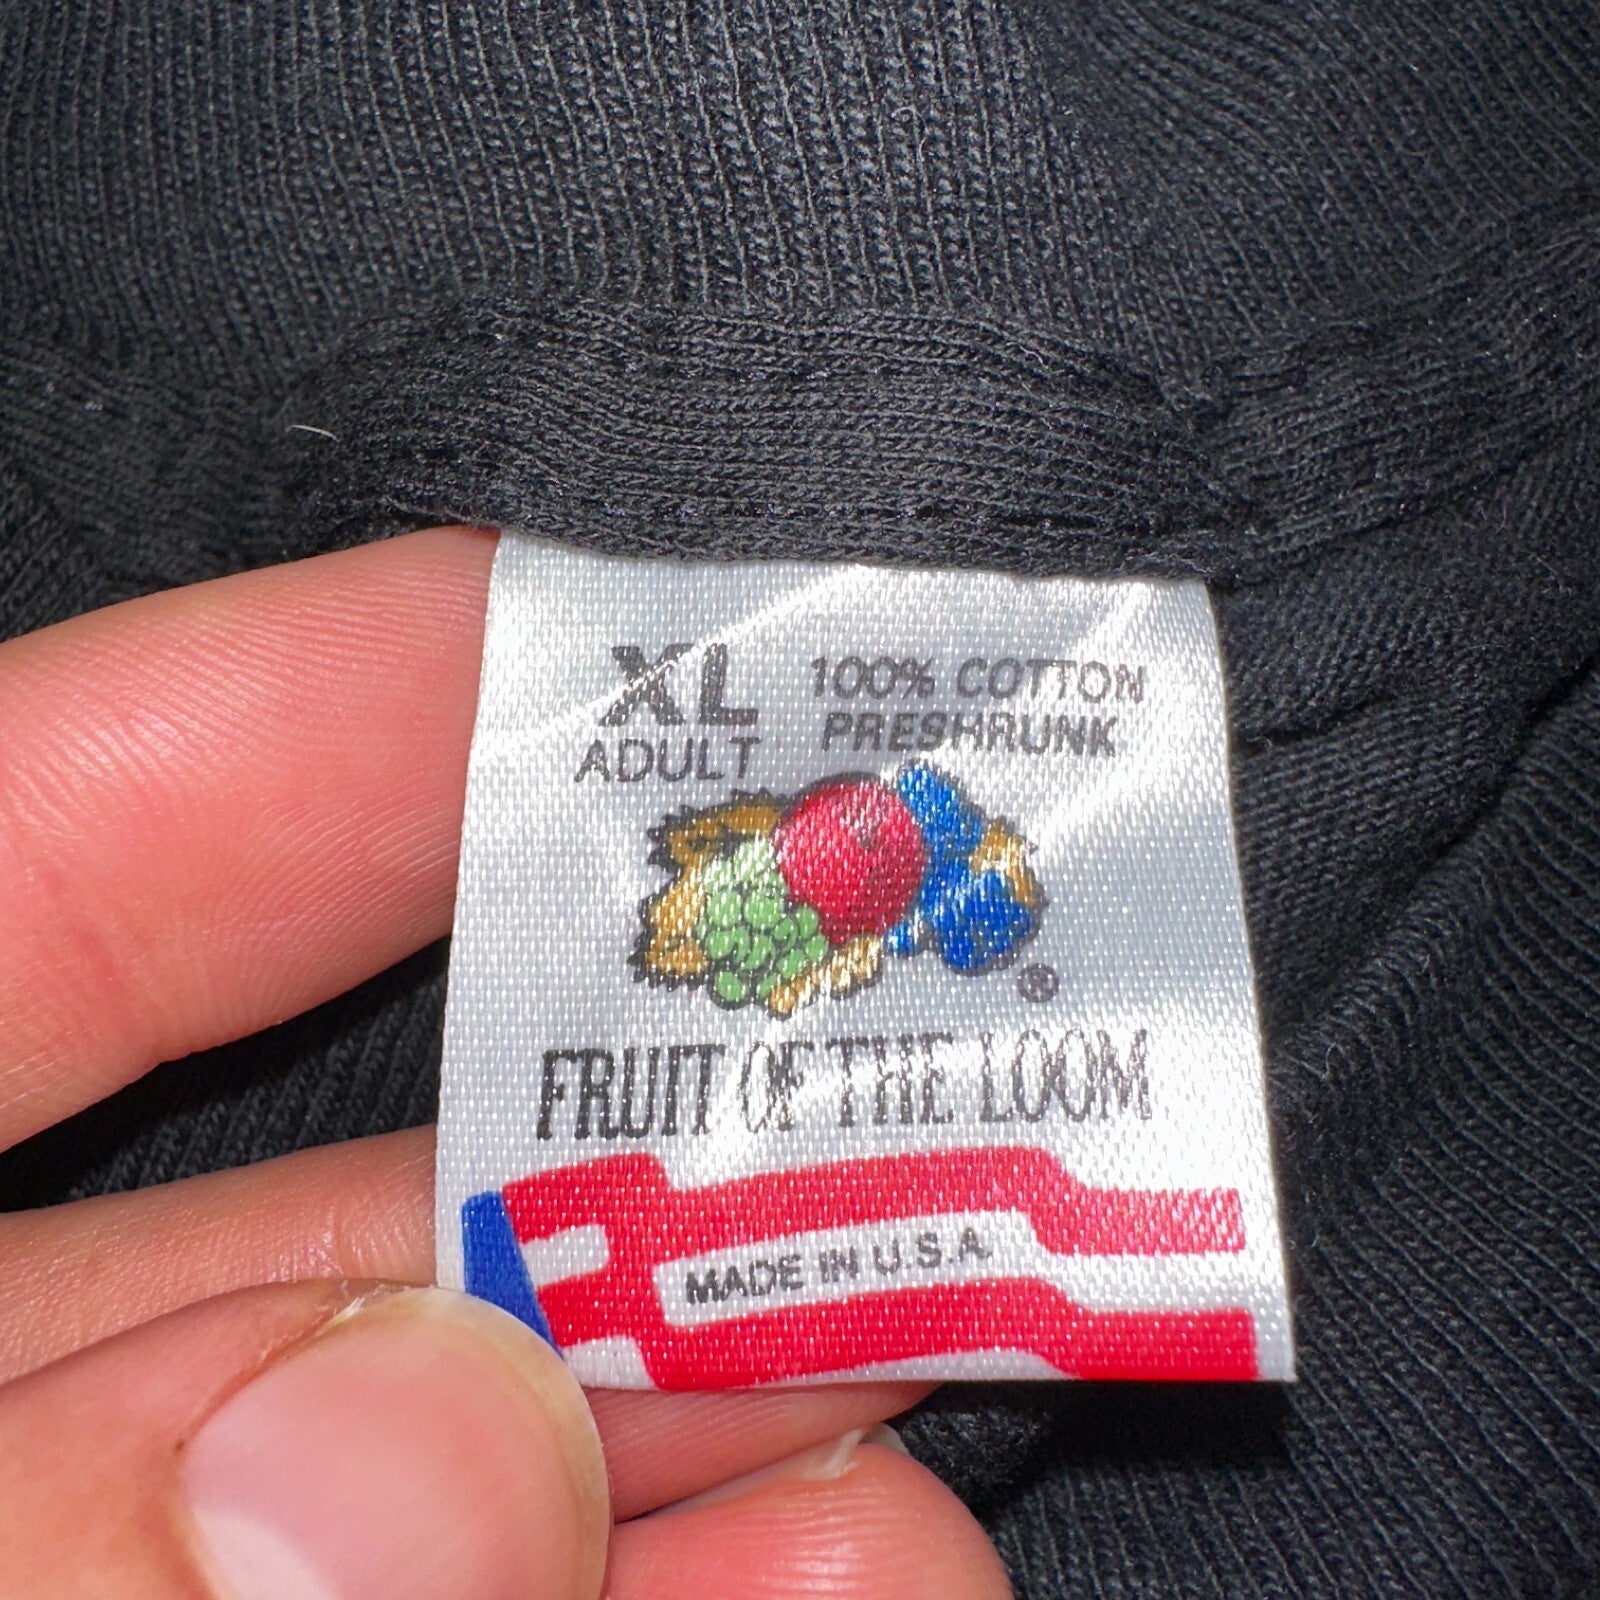 XL
ADULT
100% COTTON
PRESHRUNK
®
FRUIT OF THE LOOM
MADE IN U.S.A.